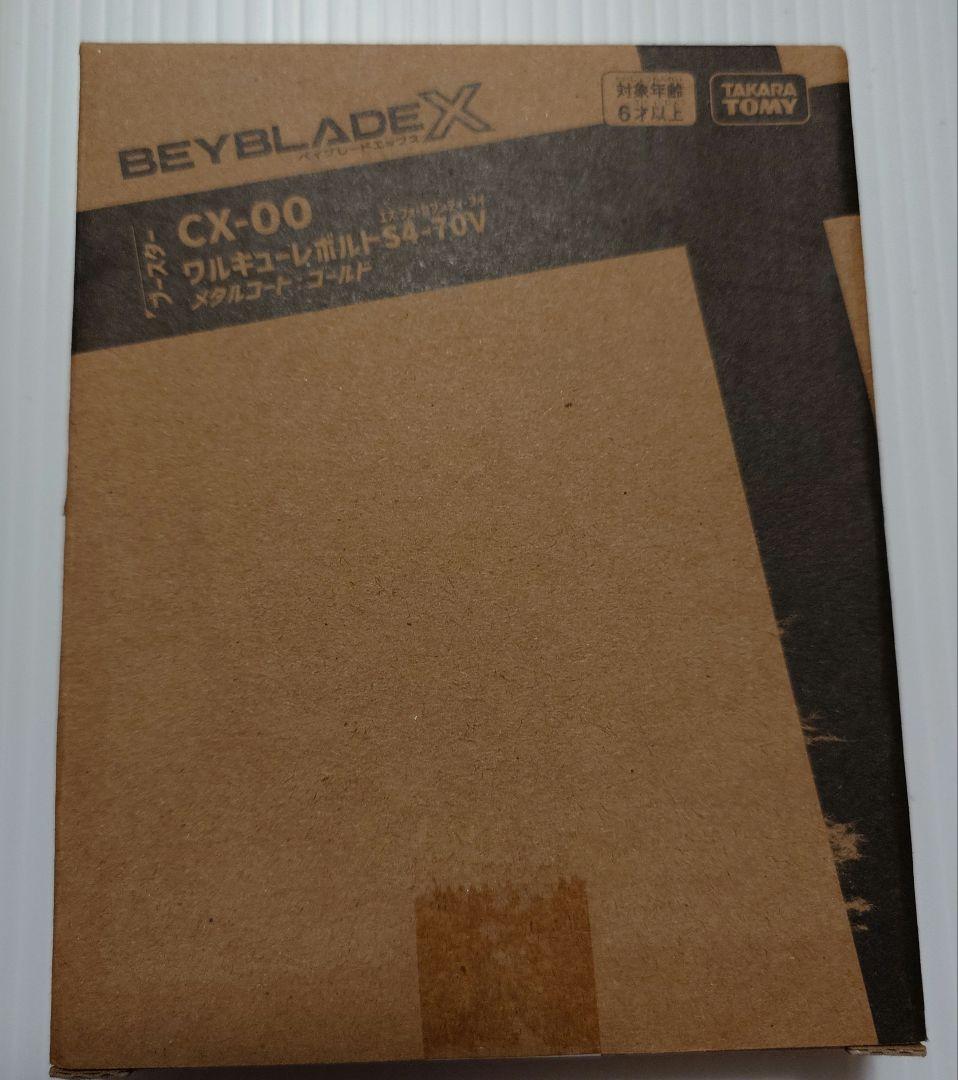 BEYBLADE X
ベイブレードエックス
対象年齢
6才以上
TAKARA
TOMY
ブースター
CX-00
ワルキューレボルトS4-70V
メタルコート:ゴールド